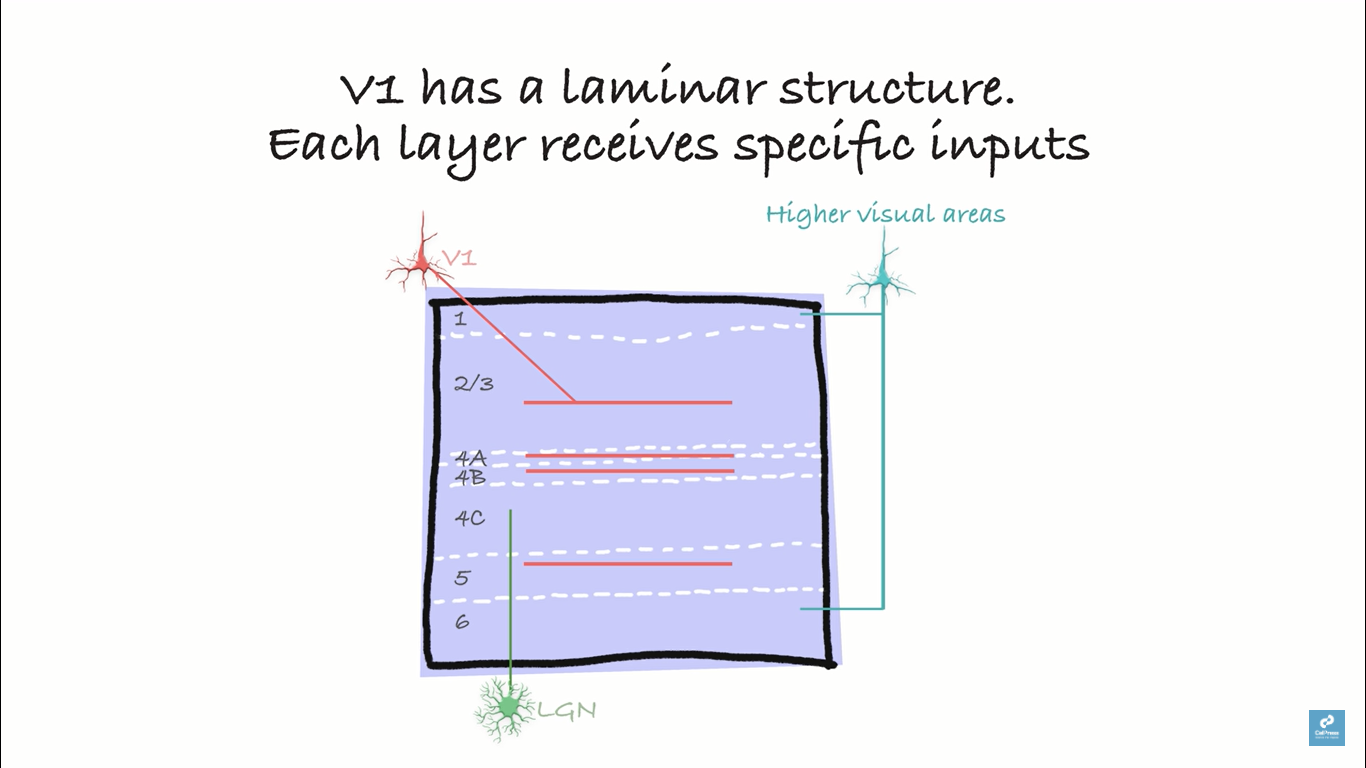 V1 has a laminar structure.
Each layer receives specific inputs
Higher visual areas
V1
1
2/3
4A
4B
4C
5
6
LGN
CellPress